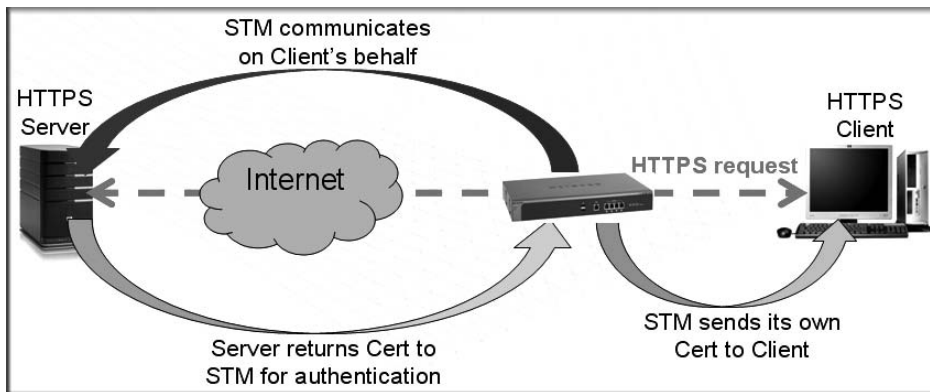 STM communicates
on Client's behalf
HTTPS
Server
HTTPS
Client
Internet
HTTPS request
NETGEAR
STM sends its own
Cert to Client
Server returns Cert to
STM for authentication